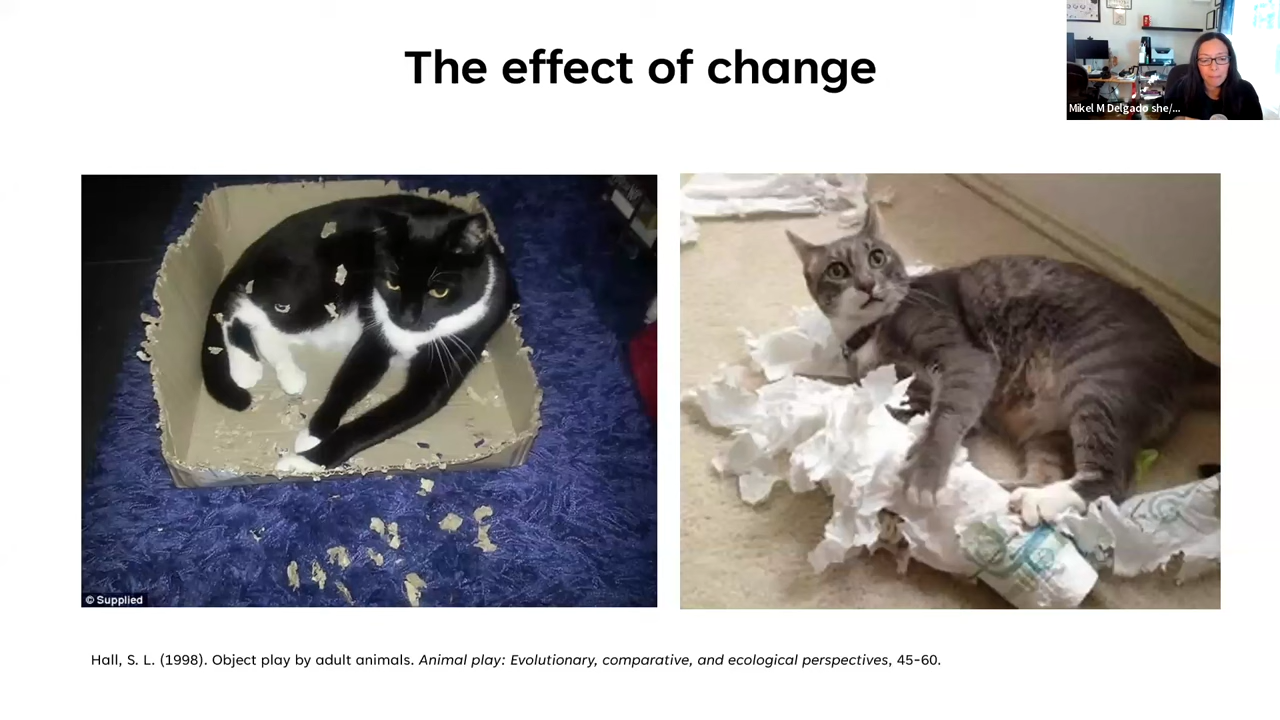 The effect of change
Mikel M Delgado she/...
© Supplied
Hall, S. L. (1998). Object play by adult animals. Animal play: Evolutionary, comparative, and ecological perspectives, 45-60.